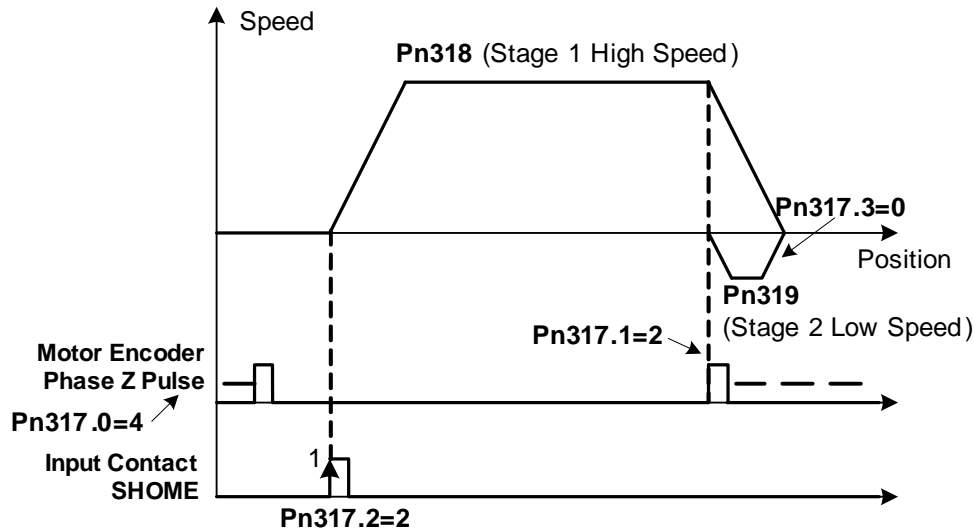 Speed
Pn318 (Stage 1 High Speed)
Pn317.3=0
Position
Pn319
(Stage 2 Low Speed)
Pn317.1=2
Motor Encoder
Phase Z Pulse
Pn317.0=4
Input Contact
SHOME
1
Pn317.2=2